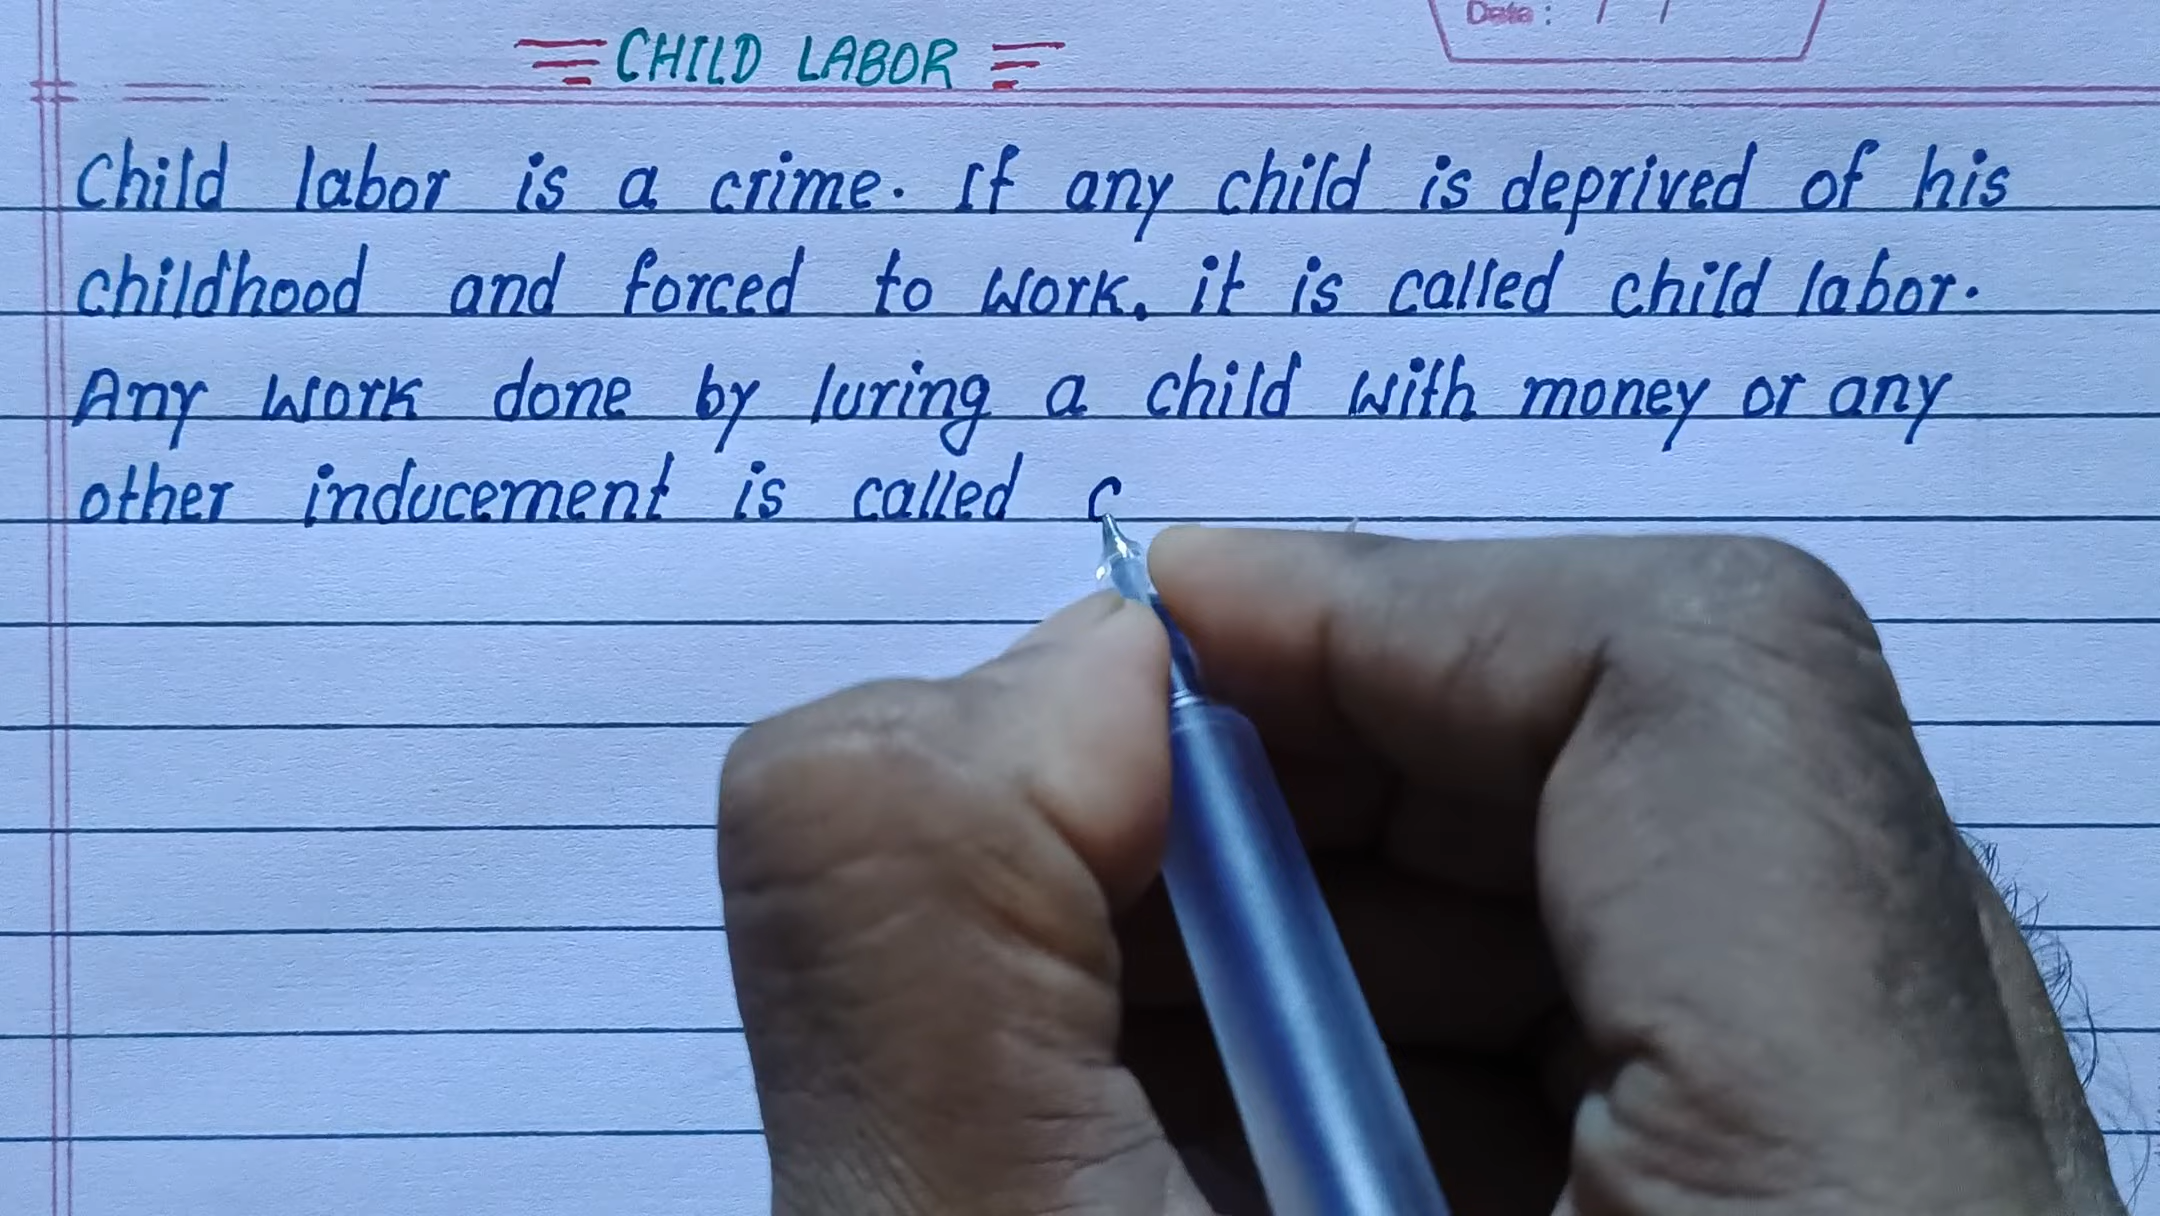 Date: / /
CHILD LABOR
Child labor is a crime. If any child is deprived of his
childhood and forced to work, it is called child labor.
Any work done by luring a child with money or any
other inducement is called c